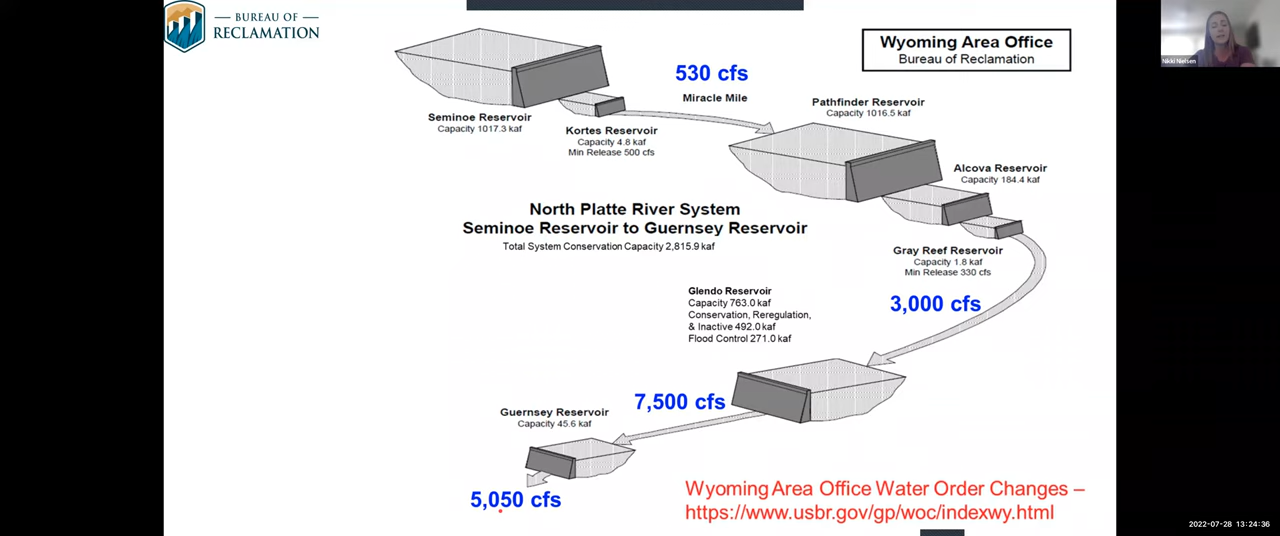 BUREAU OF
RECLAMATION
Wyoming Area Office
Bureau of Reclamation
Nikki Nielsen
530 cfs
Miracle Mile
Seminoe Reservoir
Capacity 1017.3 kaf
Kortes Reservoir
Capacity 4.8 kaf
Min Release 500 cfs
Pathfinder Reservoir
Capacity 1016.5 kaf
Alcova Reservoir
Capacity 184.4 kaf
North Platte River System
Seminoe Reservoir to Guernsey Reservoir
Total System Conservation Capacity 2,815.9 kaf
Gray Reef Reservoir
Capacity 1.8 kaf
Min Release 330 cfs
Glendo Reservoir
Capacity 763.0 kaf
Conservation, Reregulation,
& Inactive 492.0 kaf
Flood Control 271.0 kaf
3,000 cfs
7,500 cfs
Guernsey Reservoir
Capacity 45.6 kaf
5,050 cfs
Wyoming Area Office Water Order Changes –
https://www.usbr.gov/gp/woc/indexwy.html
2022-07-28 13:24:36